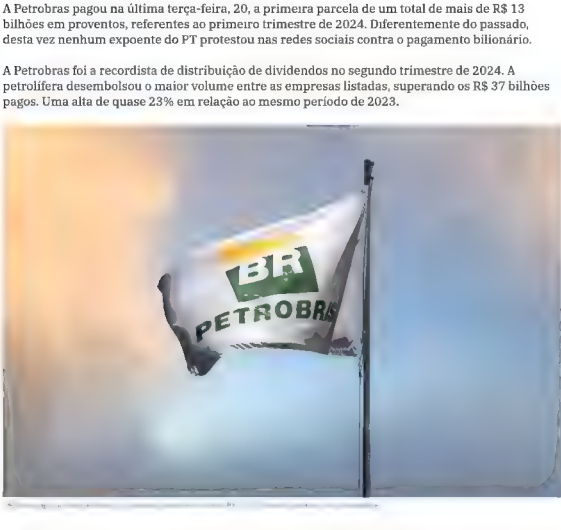 A Petrobras pagou na última terça-feira, 20, a primeira parcela de um total de mais de R$ 13
bilhões em proventos, referentes ao primeiro trimestre de 2024. Diferentemente do passado,
desta vez nenhum expoente do PT protestou nas redes sociais contra o pagamento bilionário.
A Petrobras foi a recordista de distribuição de dividendos no segundo trimestre de 2024. A
petrolífera desembolsou o maior volume entre as empresas listadas, superando os R$ 37 bilhões
pagos. Uma alta de quase 23% em relação ao mesmo período de 2023.
BR
PETROBRAS